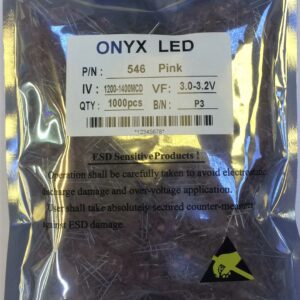 ONYX LED
P/N: 546 Pink
IV: 1200-1400MCD VF: 3.0-3.2V
QTY: 1000pcs B/N: P3
*12345678*
ESD Sensitive Products !
Operation shall be carefully taken to avoid electrostatic
discharge damage and over-voltage application.
User shall take absolutely secured counter-measure
against ESD damage.